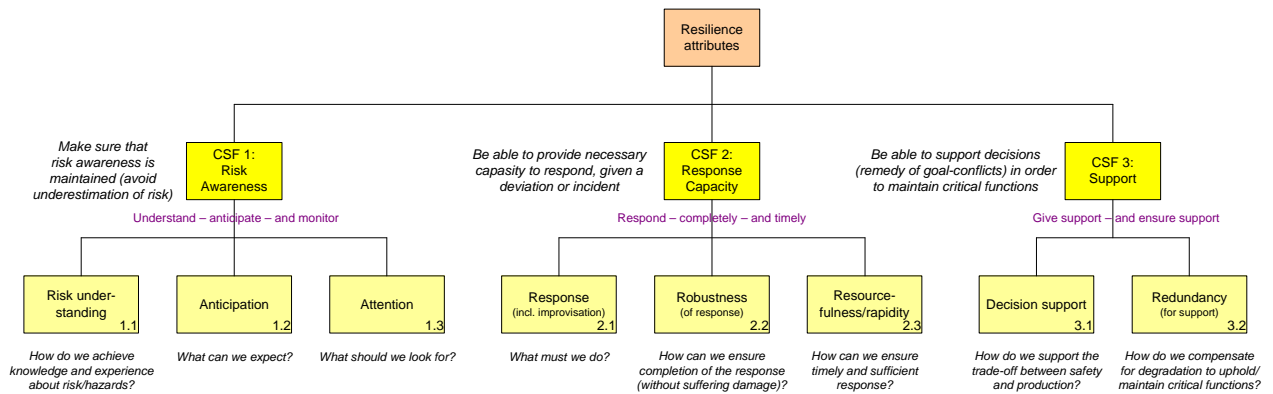 Resilience
attributes
Make sure that
risk awareness is
maintained (avoid
underestimation of risk)
CSF 1:
Risk
Awareness
Be able to provide necessary
capacity to respond, given a
deviation or incident
CSF 2:
Response
Capacity
Be able to support decisions
(remedy of goal-conflicts) in order
to maintain critical functions
CSF 3:
Support
Understand – anticipate – and monitor
Respond – completely – and timely
Give support – and ensure support
Risk under-
standing
1.1
Anticipation
1.2
Attention
1.3
Response
(incl. improvisation)
2.1
Robustness
(of response)
2.2
Resource-
fulness/rapidity
2.3
Decision support
3.1
Redundancy
(for support)
3.2
How do we achieve
knowledge and experience
about risk/hazards?
What can we expect?
What should we look for?
What must we do?
How can we ensure
completion of the response
(without suffering damage)?
How can we ensure
timely and sufficient
response?
How do we support the
trade-off between safety
and production?
How do we compensate
for degradation to uphold/
maintain critical functions?